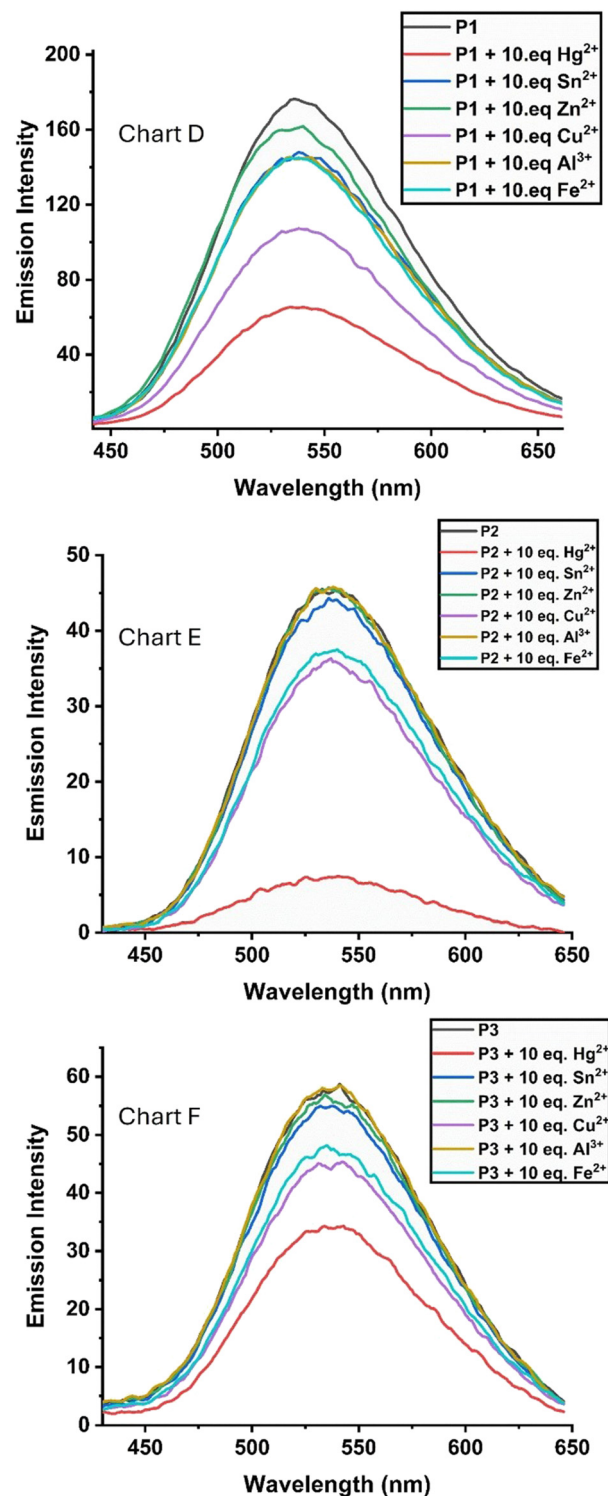 P1
P1 + 10.eq Hg²⁺
P1 + 10.eq Sn²⁺
P1 + 10.eq Zn²⁺
P1 + 10.eq Cu²⁺
P1 + 10.eq Al³⁺
P1 + 10.eq Fe²⁺
Chart D
200
160
120
80
40
Emission Intensity
450 500 550 600 650
Wavelength (nm)
P2
P2 + 10 eq. Hg²⁺
P2 + 10 eq. Sn²⁺
P2 + 10 eq. Zn²⁺
P2 + 10 eq. Cu²⁺
P2 + 10 eq. Al³⁺
P2 + 10 eq. Fe²⁺
Chart E
50
40
30
20
10
0
Esmission Intensity
450 500 550 600 650
Wavelength (nm)
P3
P3 + 10 eq. Hg²⁺
P3 + 10 eq. Sn²⁺
P3 + 10 eq. Zn²⁺
P3 + 10 eq. Cu²⁺
P3 + 10 eq. Al³⁺
P3 + 10 eq. Fe²⁺
Chart F
60
50
40
30
20
10
0
Emission Intensity
450 500 550 600 650
Wavelength (nm)